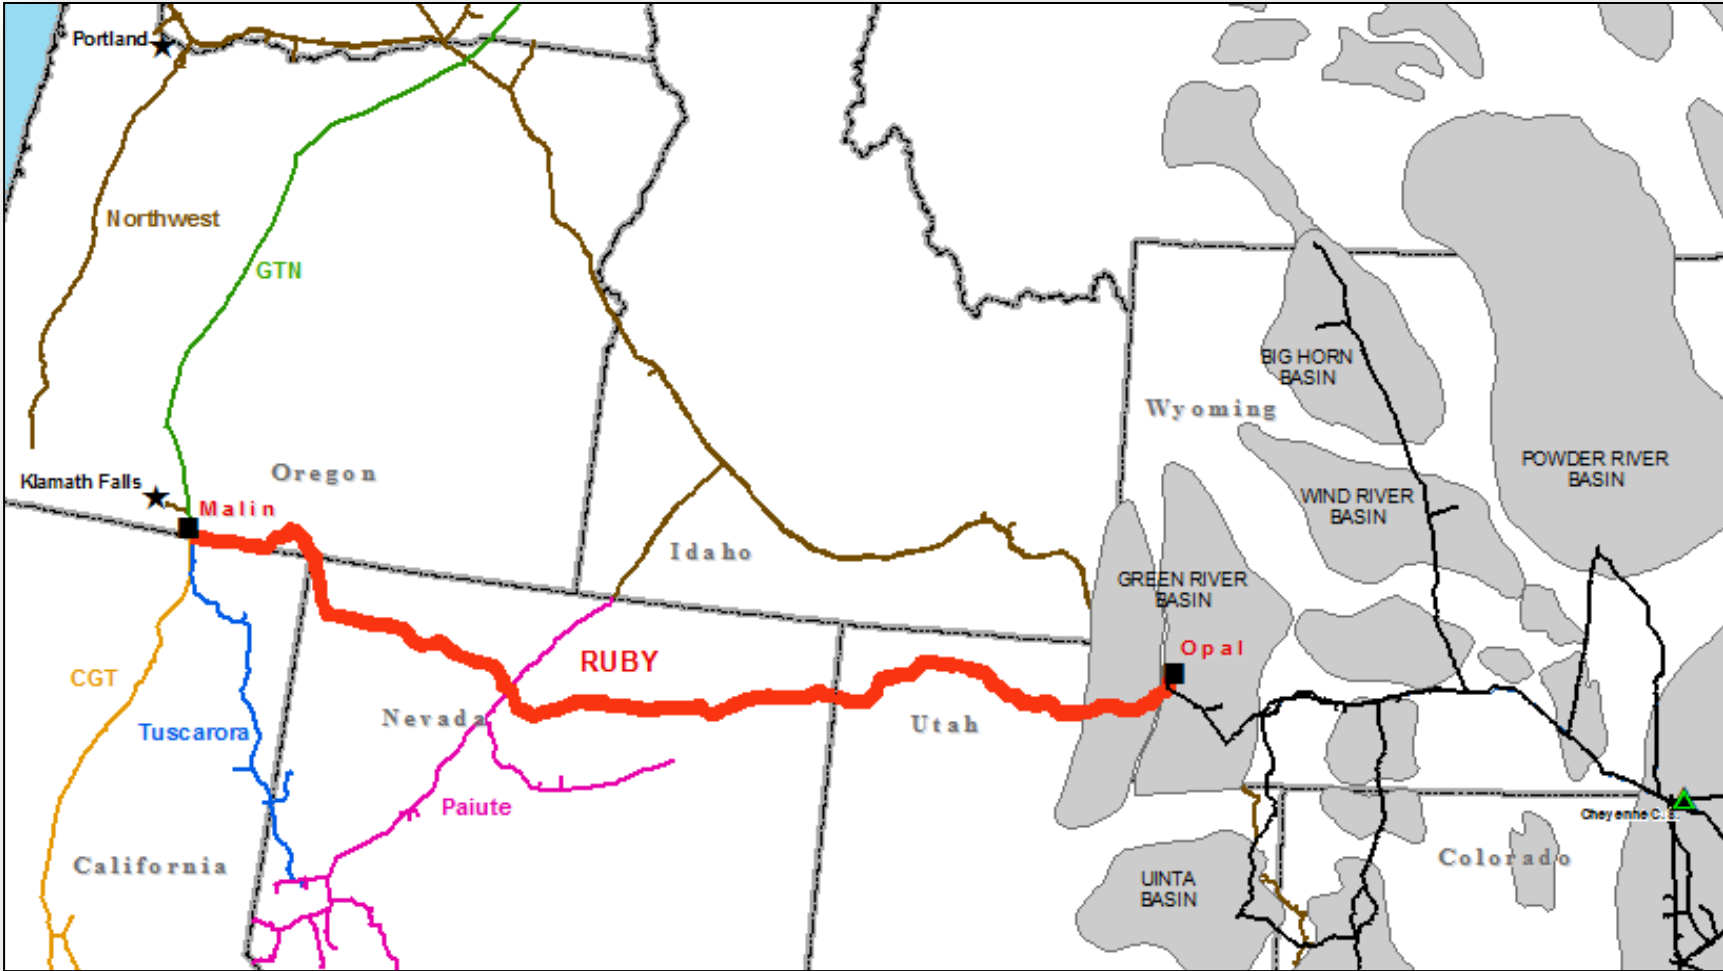 Portland
Northwest
GTN
BIG HORN
BASIN
Wyoming
POWDER RIVER
BASIN
Oregon
Klamath Falls
Malin
WIND RIVER
BASIN
Idaho
GREEN RIVER
BASIN
Opal
RUBY
CGT
Nevada
Utah
Tuscarora
Paiute
Cheyenne C.S.
California
Colorado
UINTA
BASIN